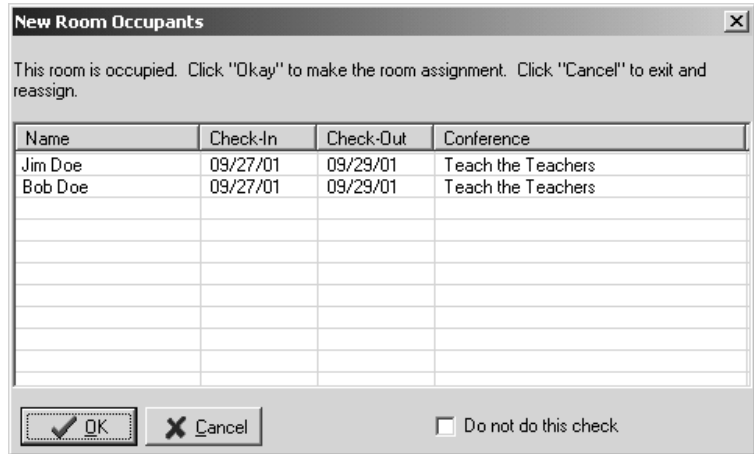 New Room Occupants
This room is occupied. Click "Okay" to make the room assignment. Click "Cancel" to exit and
reassign.
Name Check-In Check-Out Conference
Jim Doe 09/27/01 09/29/01 Teach the Teachers
Bob Doe 09/27/01 09/29/01 Teach the Teachers
OK Cancel Do not do this check